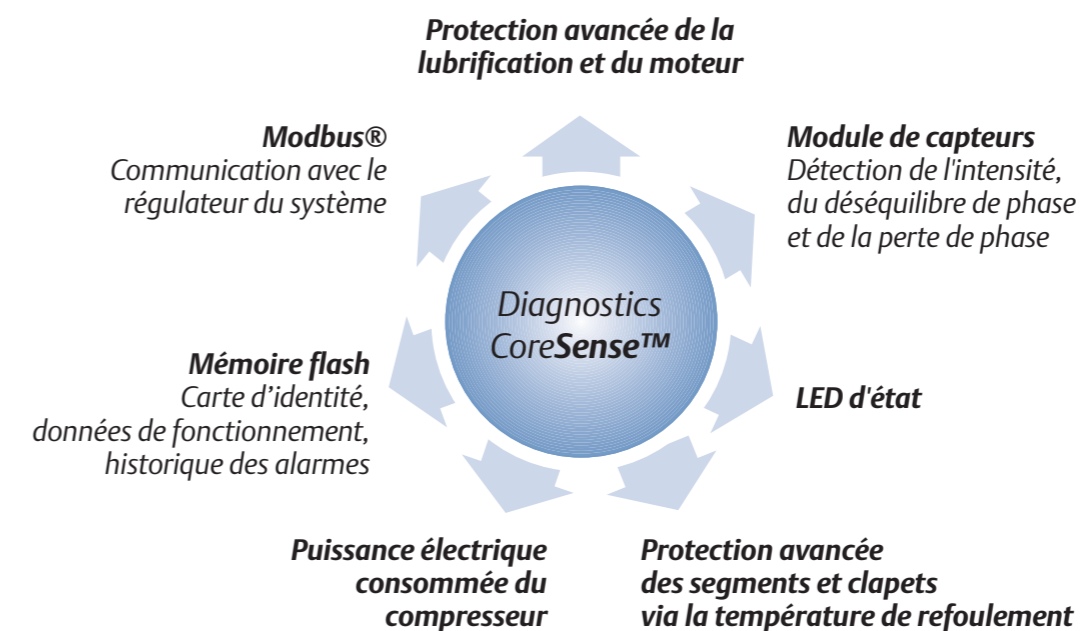 Protection avancée de la
lubrification et du moteur
Modbus®
Communication avec le
régulateur du système
Module de capteurs
Détection de l'intensité,
du déséquilibre de phase
et de la perte de phase
Diagnostics
CoreSense™
Mémoire flash
Carte d’identité,
données de fonctionnement,
historique des alarmes
LED d'état
Puissance électrique
consommée du
compresseur
Protection avancée
des segments et clapets
via la température de refoulement